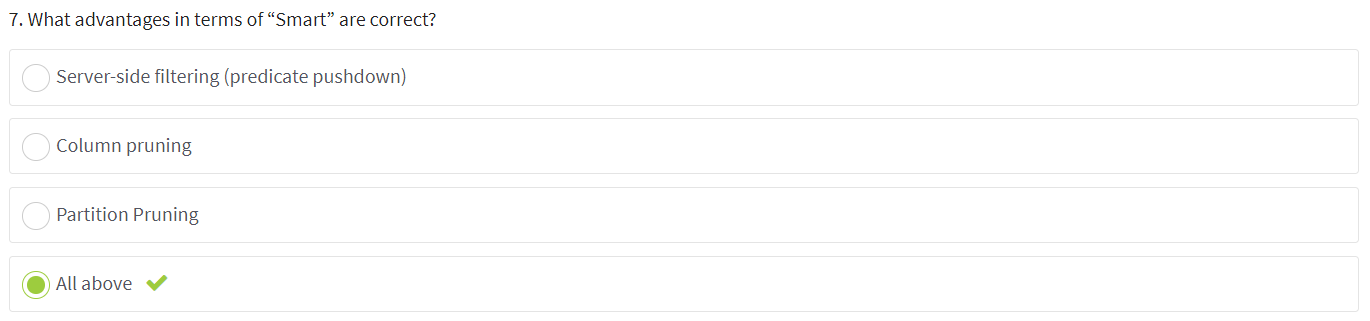 7. What advantages in terms of “Smart” are correct?
Server-side filtering (predicate pushdown)
Column pruning
Partition Pruning
All above